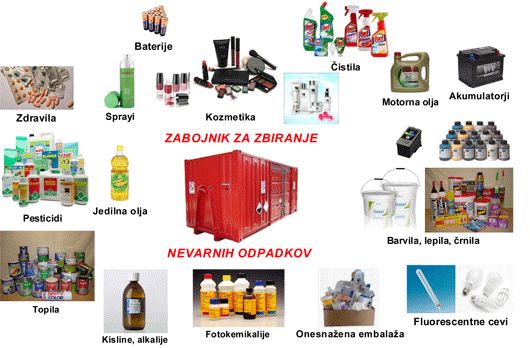 Baterije
Čistila
Zdravila
Sprayi
Kozmetika
Motorna olja
Akumulatorji
ZABOJNIK ZA ZBIRANJE
Pesticidi
Jedilna olja
NEVARNIH ODPADKOV
Barvila, lepila, črnila
Topila
Kisline, alkalije
Fotokemikalije
Onesnažena embalaža
Fluorescentne cevi